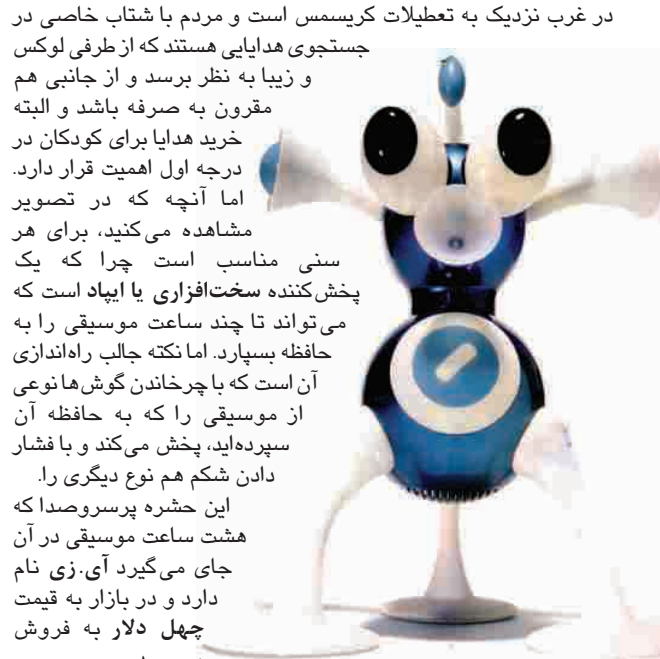 در غرب نزدیک به تعطیلات کریسمس است و مردم با شتاب خاصی در
جستجوی هدایایی هستند که از طرفی لوکس
و زیبا به نظر برسد و از جانبی هم
مقرون به صرفه باشد و البته
خرید هدایا برای کودکان در
درجه اول اهمیت قرار دارد.
اما آنچه که در تصویر
مشاهده می‌کنید، برای هر
سنی مناسب است چرا که یک
پخش‌کننده سخت‌افزاری یا ایپاد است که
می‌تواند تا چند ساعت موسیقی را به
حافظه بسپارد. اما نکته جالب راه‌اندازی
آن است که با چرخاندن گوش‌ها نوعی
از موسیقی را که به حافظه آن
سپرده‌اید، پخش می‌کند و با فشار
دادن شکم هم نوع دیگری را.
این حشره پرسروصدا که
هشت ساعت موسیقی در آن
جای می‌گیرد آی.زی نام
دارد و در بازار به قیمت
چهل دلار به فروش